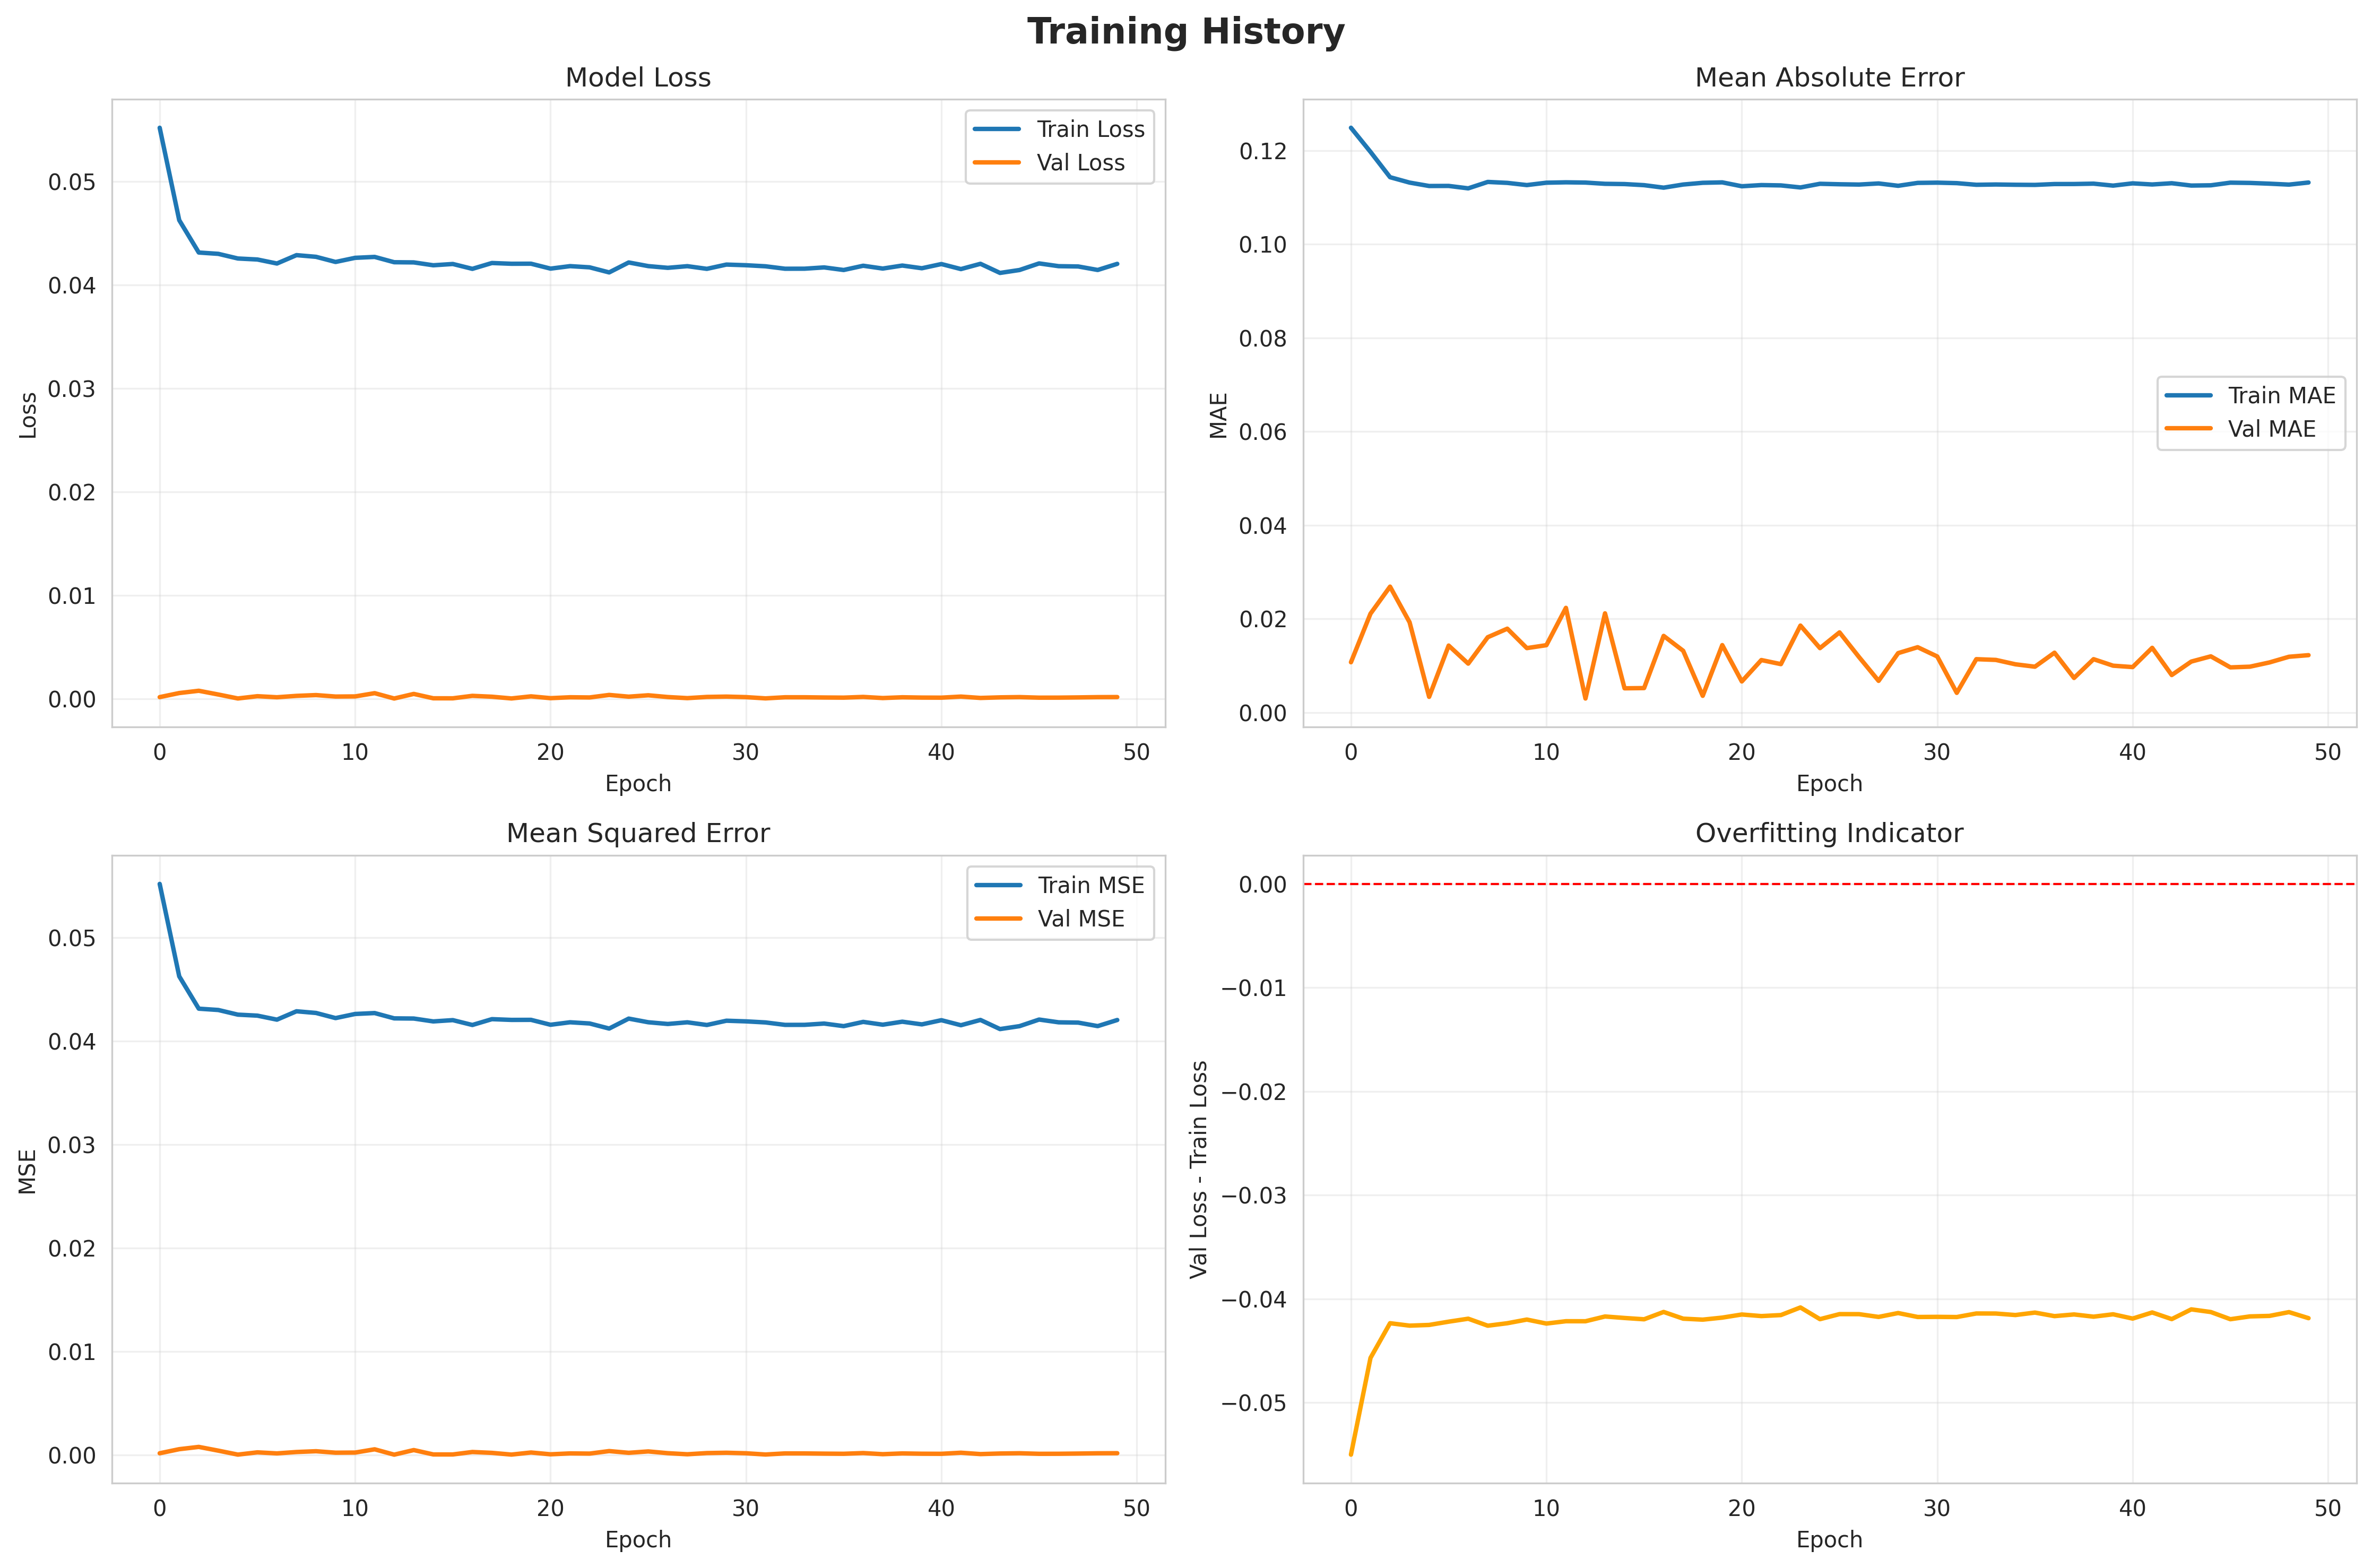 Training History
Model Loss
Train Loss
Val Loss
0.05
0.04
0.03
0.02
0.01
0.00
Loss
0 10 20 30 40 50
Epoch
Mean Absolute Error
Train MAE
Val MAE
0.12
0.10
0.08
0.06
0.04
0.02
0.00
MAE
0 10 20 30 40 50
Epoch
Mean Squared Error
Train MSE
Val MSE
0.05
0.04
0.03
0.02
0.01
0.00
MSE
0 10 20 30 40 50
Epoch
Overfitting Indicator
0.00
−0.01
−0.02
−0.03
−0.04
−0.05
Val Loss - Train Loss
0 10 20 30 40 50
Epoch